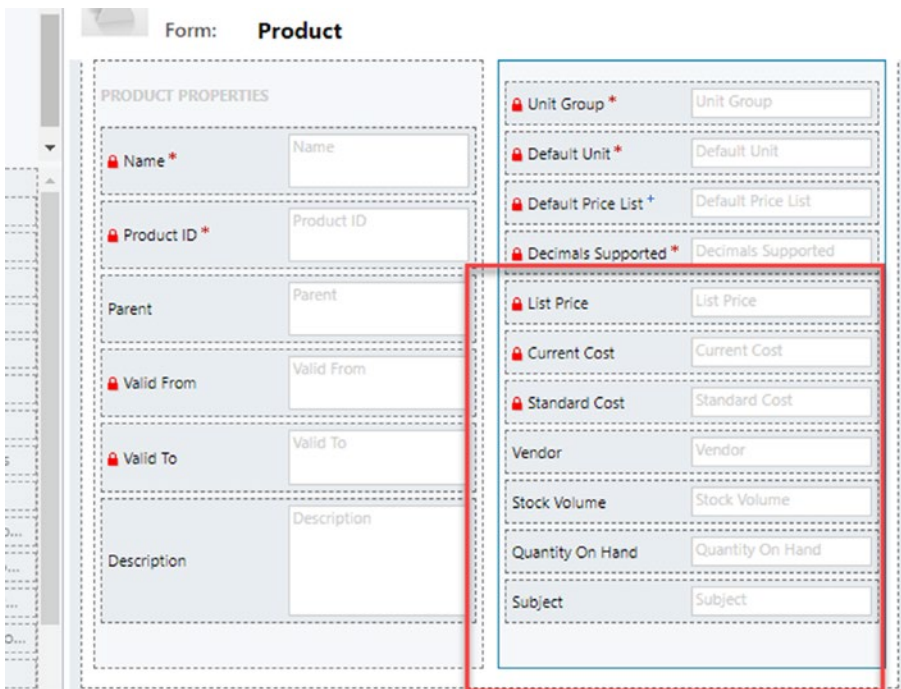 Form: Product
PRODUCT PROPERTIES
Name * Name
Product ID * Product ID
Parent Parent
Valid From Valid From
Valid To Valid To
Description Description
Unit Group * Unit Group
Default Unit * Default Unit
Default Price List + Default Price List
Decimals Supported * Decimals Supported
List Price List Price
Current Cost Current Cost
Standard Cost Standard Cost
Vendor Vendor
Stock Volume Stock Volume
Quantity On Hand Quantity On Hand
Subject Subject